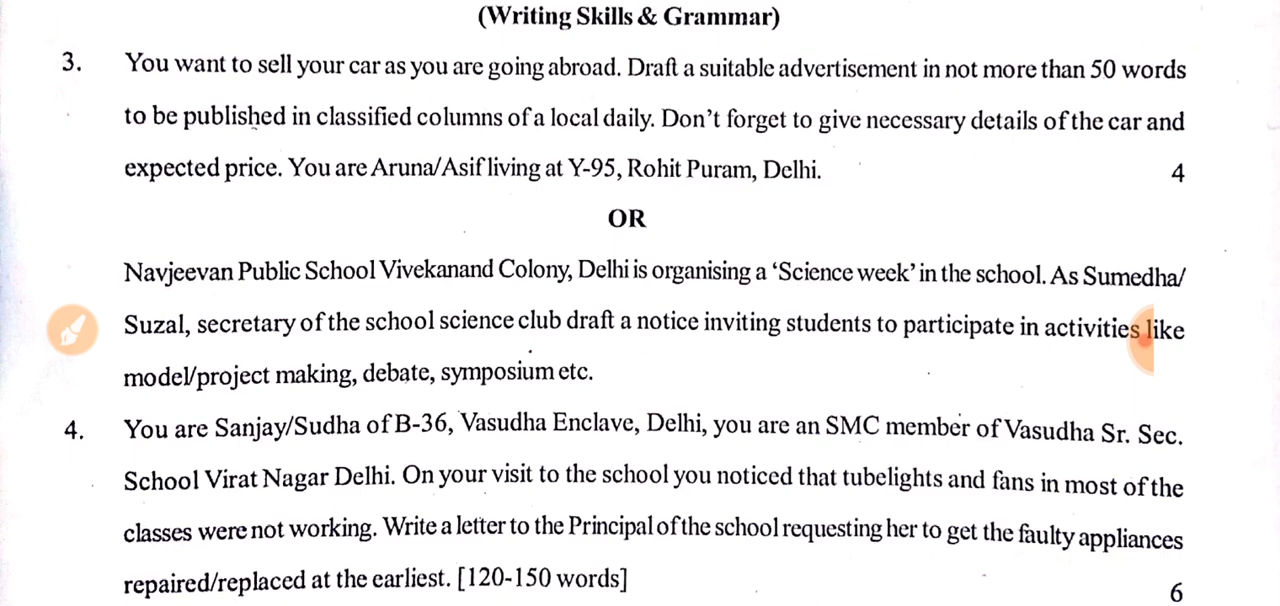 (Writing Skills & Grammar)
3. You want to sell your car as you are going abroad. Draft a suitable advertisement in not more than 50 words
to be published in classified columns of a local daily. Don't forget to give necessary details of the car and
expected price. You are Aruna/Asif living at Y-95, Rohit Puram, Delhi. 4
OR
Navjeevan Public School Vivekanand Colony, Delhi is organising a 'Science week' in the school. As Sumedha/
Suzal, secretary of the school science club draft a notice inviting students to participate in activities like
model/project making, debate, symposium etc.
4. You are Sanjay/Sudha of B-36, Vasudha Enclave, Delhi, you are an SMC member of Vasudha Sr. Sec.
School Virat Nagar Delhi. On your visit to the school you noticed that tubelights and fans in most of the
classes were not working. Write a letter to the Principal of the school requesting her to get the faulty appliances
repaired/replaced at the earliest. [120-150 words] 6